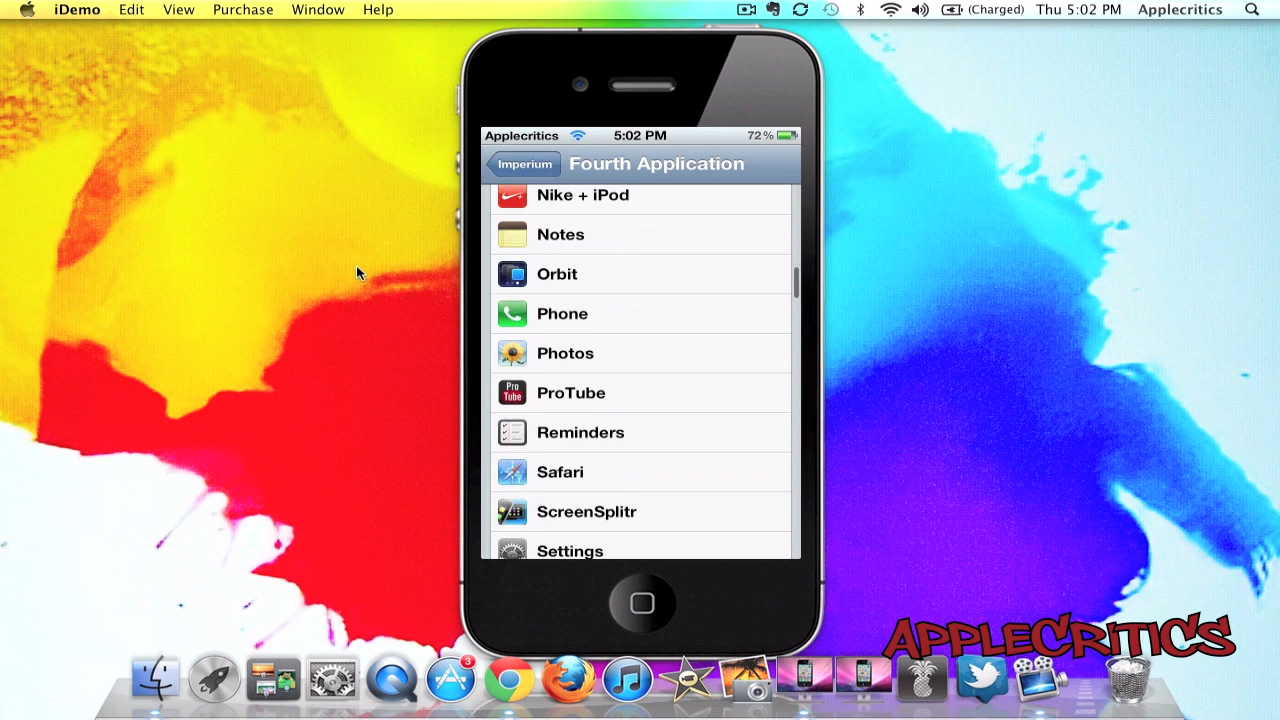 iDemo Edit View Purchase Window Help (Charged) Thu 5:02 PM Applecritics
Applecritics 5:02 PM 72%
Imperium Fourth Application
Nike + iPod
Notes
Orbit
Phone
Photos
Pro Tube ProTube
Reminders
Safari
ScreenSplitr
Settings
AppleCritics
3